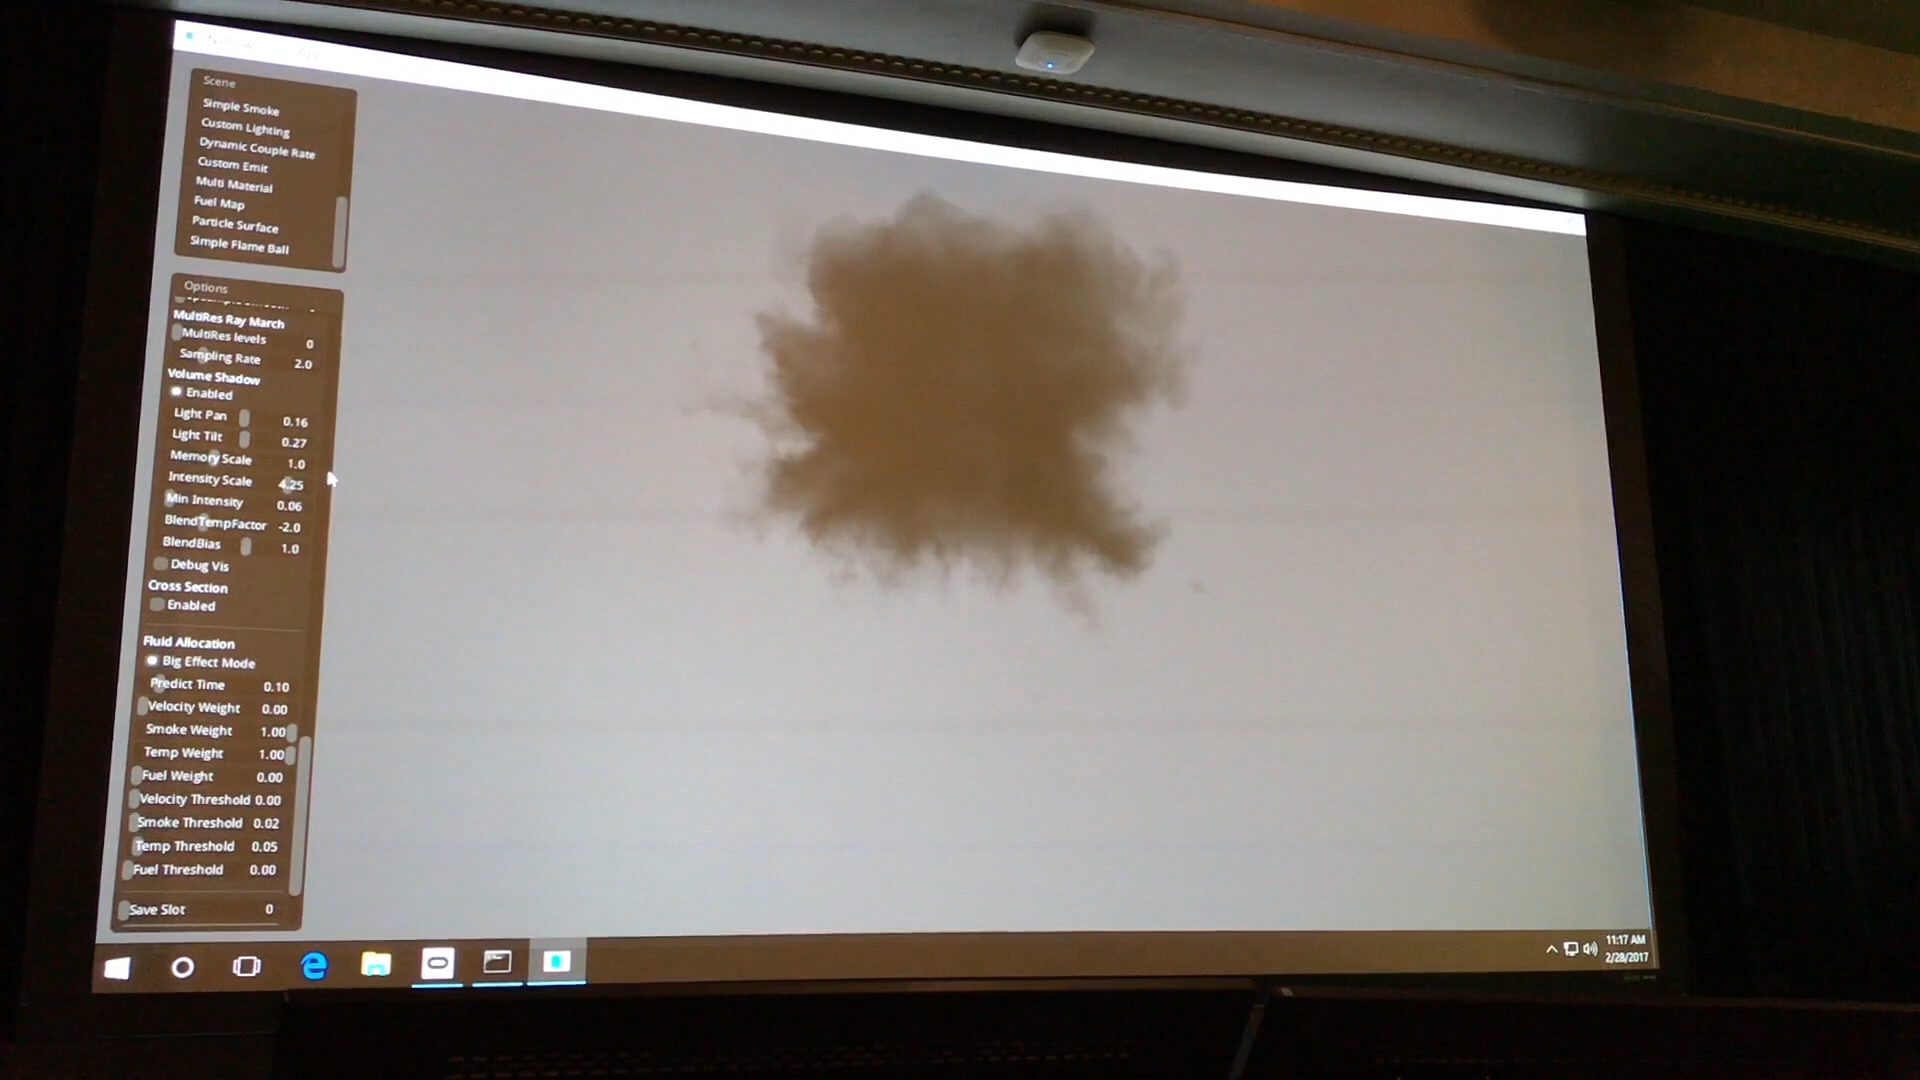 Scene
Simple Smoke
Custom Lighting
Dynamic Couple Rate
Custom Emit
Multi Material
Fuel Map
Particle Surface
Simple Flame Ball
Options
MultiRes Ray March
MultiRes levels 0
Sampling Rate 2.0
Volume Shadow
Enabled
Light Pan 0.16
Light Tilt 0.27
Memory Scale 1.0
Intensity Scale 4.25
Min Intensity 0.06
BlendTempFactor -2.0
BlendBias 1.0
Debug Vis
Cross Section
Enabled
Fluid Allocation
Big Effect Mode
Predict Time 0.10
Velocity Weight 0.00
Smoke Weight 1.00
Temp Weight 1.00
Fuel Weight 0.00
Velocity Threshold 0.00
Smoke Threshold 0.02
Temp Threshold 0.05
Fuel Threshold 0.00
Save Slot 0
11:17 AM
2/28/2017